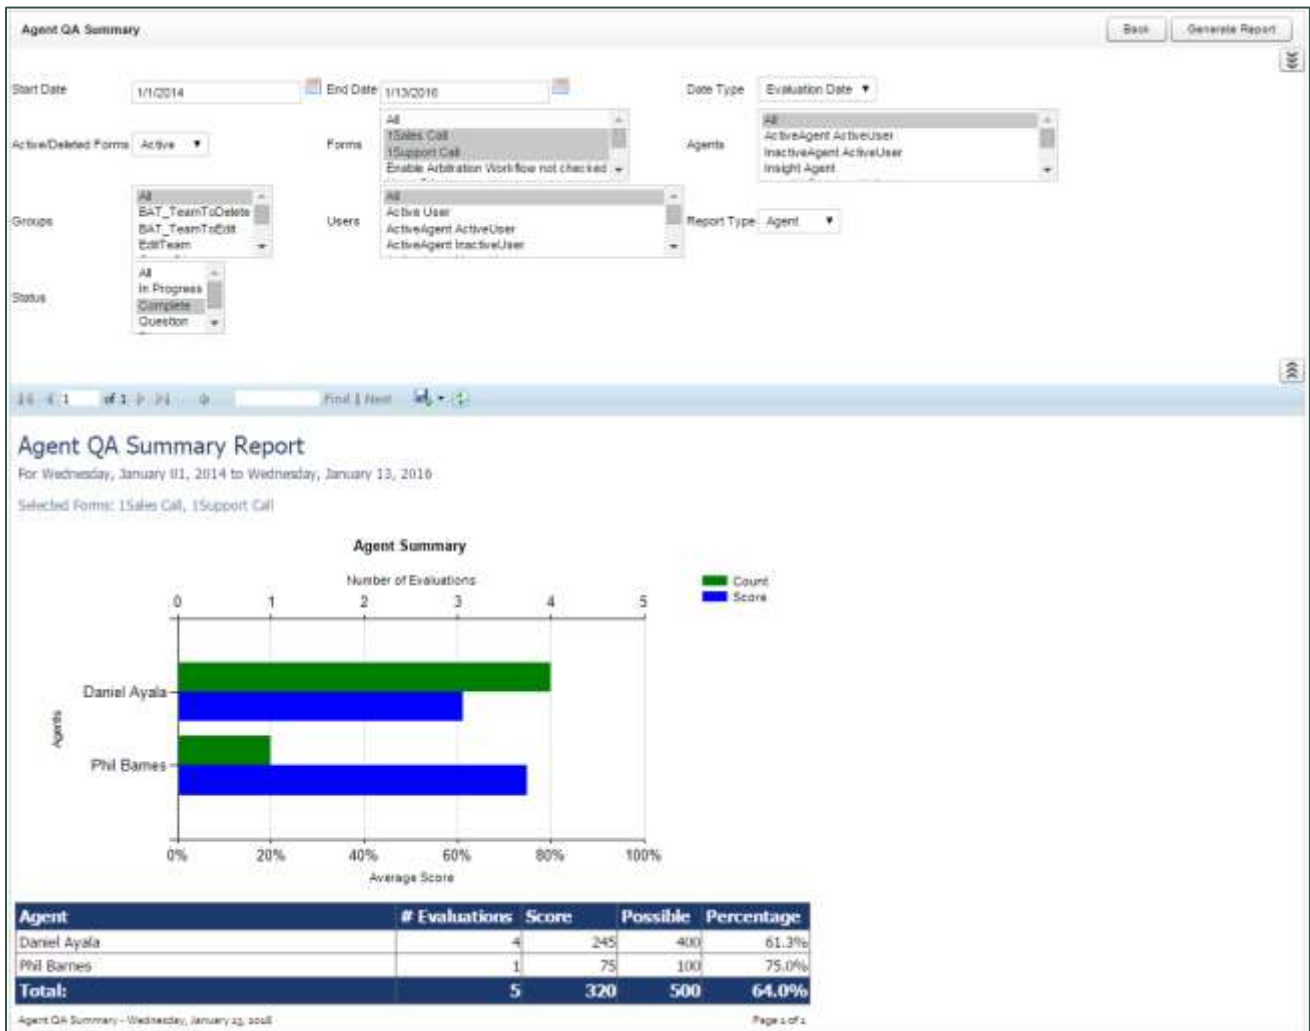 Agent QA Summary Back Generate Report
Start Date 1/1/2014 End Date 1/13/2016 Date Type Evaluation Date
Active/Deleted Forms Active Forms All Agents All
1Sales Call ActiveAgent ActiveUser
1Support Call InactiveAgent ActiveUser
Enable Arbitration Workflow not checked Insight Agent
Groups All Users All Report Type Agent
BAT_TeamToDelete Active User
BAT_TeamToEdit ActiveAgent ActiveUser
EditTeam ActiveAgent InactiveUser
Status All
In Progress
Complete
Question
1 of 1 Find | Next
Agent QA Summary Report
For Wednesday, January 01, 2014 to Wednesday, January 13, 2016
Selected Forms: 1Sales Call, 1Support Call
Agent Summary
Number of Evaluations
Count
Score
0 1 2 3 4 5
Daniel Ayala
Agents
Phil Barnes
0% 20% 40% 60% 80% 100%
Average Score
Agent # Evaluations Score Possible Percentage
Daniel Ayala 4 245 400 61.3%
Phil Barnes 1 75 100 75.0%
Total: 5 320 500 64.0%
Agent QA Summary - Wednesday, January 13, Page 1 of 1